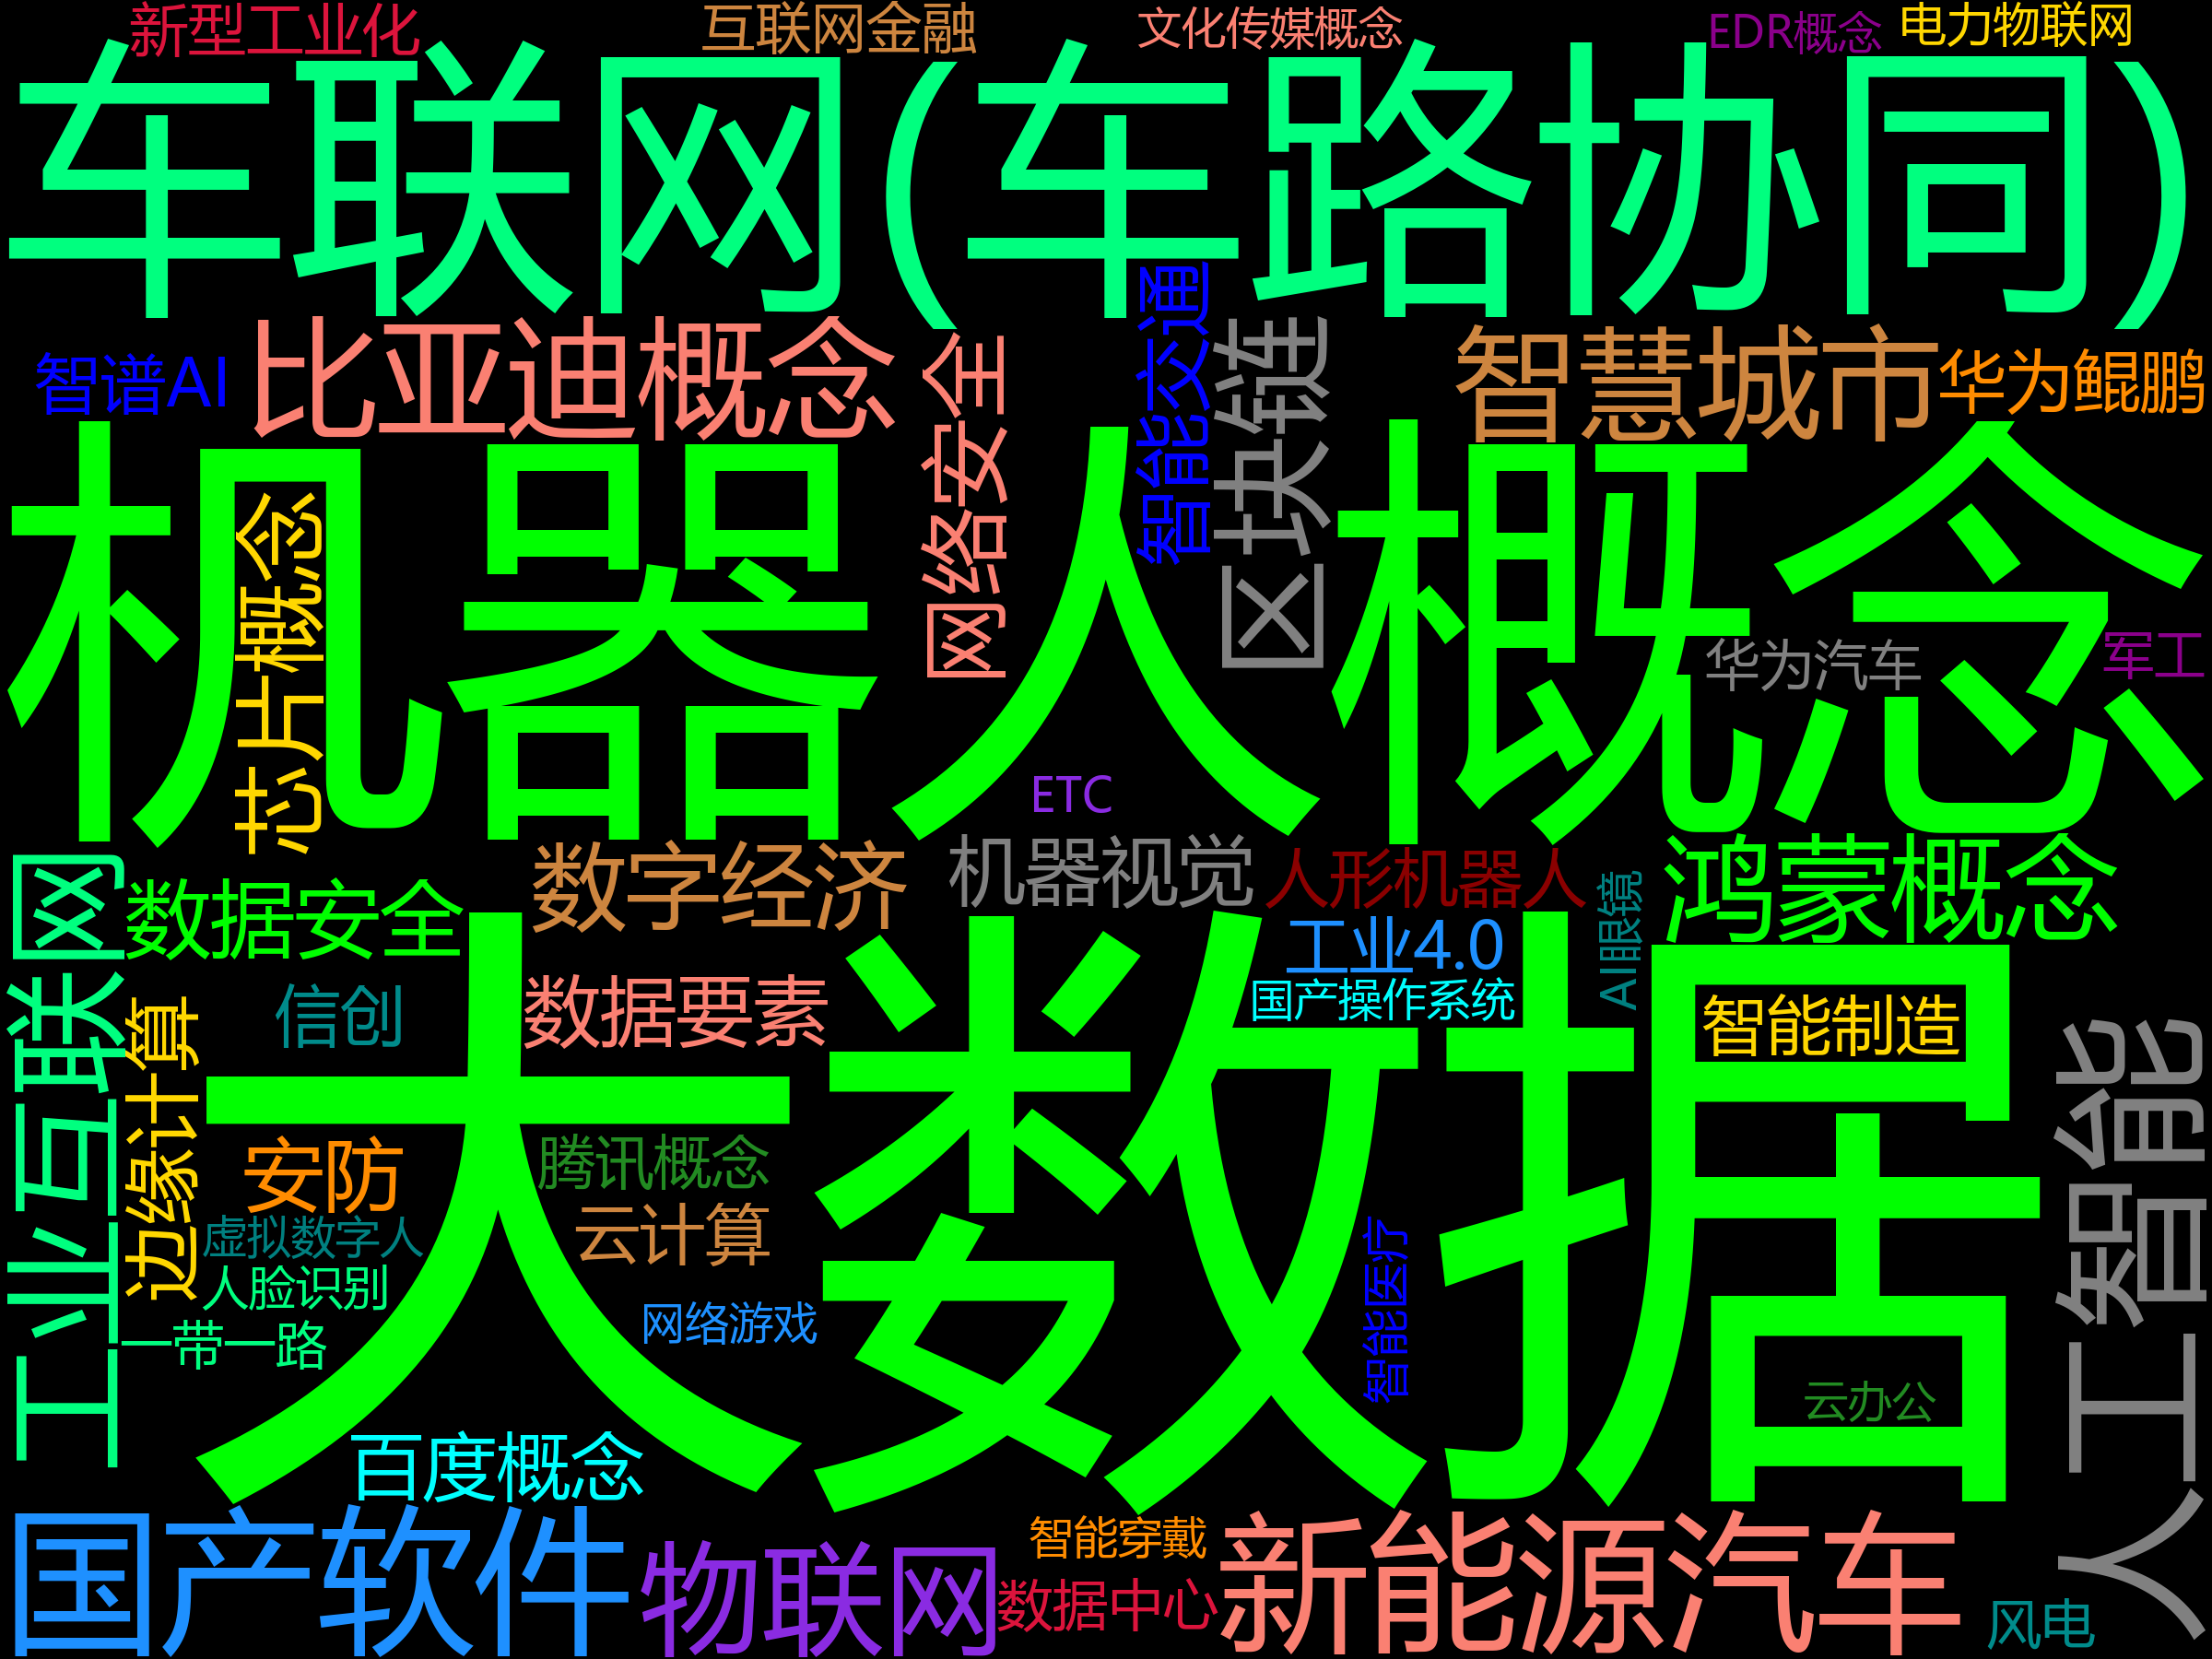 新型工业化
互联网金融
文化传媒概念
EDR概念
电力物联网
车联网(车路协同)
智谱AI
比亚迪概念
网络安全
智能交通
区块链
智慧城市
华为鲲鹏
机器人概念
芯片概念
华为汽车
军工
ETC
工业互联网
数据安全
数字经济
机器视觉
人形机器人
AI眼镜
鸿蒙概念
工业4.0
国产操作系统
信创
数据要素
智能制造
边缘计算
大数据
人工智能
安防
腾讯概念
虚拟数字人
云计算
人脸识别
网络游戏
智能医疗
一带一路
云办公
百度概念
国产软件
物联网
智能穿戴
数据中心
新能源汽车
风电